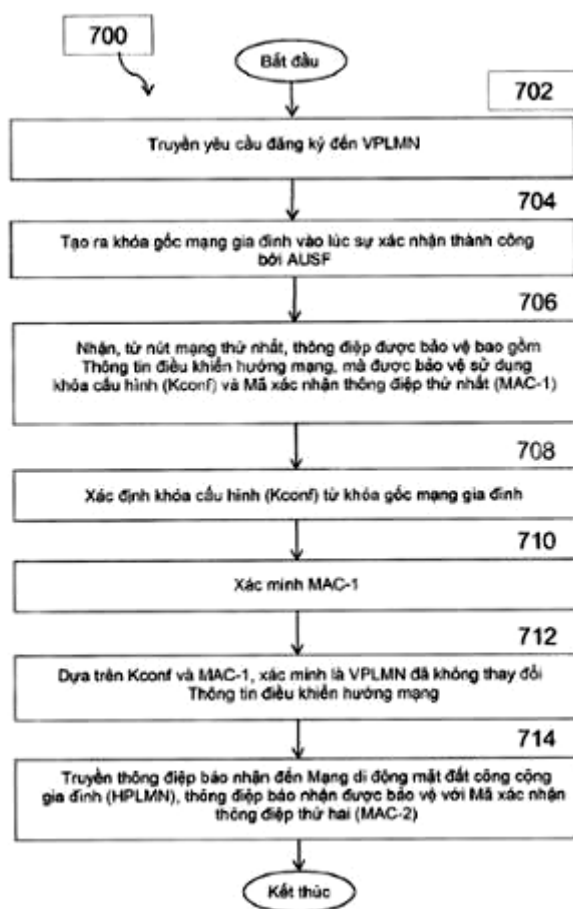 700
Bắt đầu
702
Truyền yêu cầu đăng ký đến VPLMN
704
Tạo ra khóa gốc mạng gia đình vào lúc sự xác nhận thành công
bởi AUSF
706
Nhận, từ nút mạng thứ nhất, thông điệp được bảo vệ bao gồm
Thông tin điều khiển hướng mạng, mà được bảo vệ sử dụng
khóa cấu hình (Kconf) và Mã xác nhận thông điệp thứ nhất (MAC-1)
708
Xác định khóa cấu hình (Kconf) từ khóa gốc mạng gia đình
710
Xác minh MAC-1
712
Dựa trên Kconf và MAC-1, xác minh là VPLMN đã không thay đổi
Thông tin điều khiển hướng mạng
714
Truyền thông điệp báo nhận đến Mạng di động mặt đất công cộng
gia đình (HPLMN), thông điệp báo nhận được bảo vệ với Mã xác nhận
thông điệp thứ hai (MAC-2)
Kết thúc